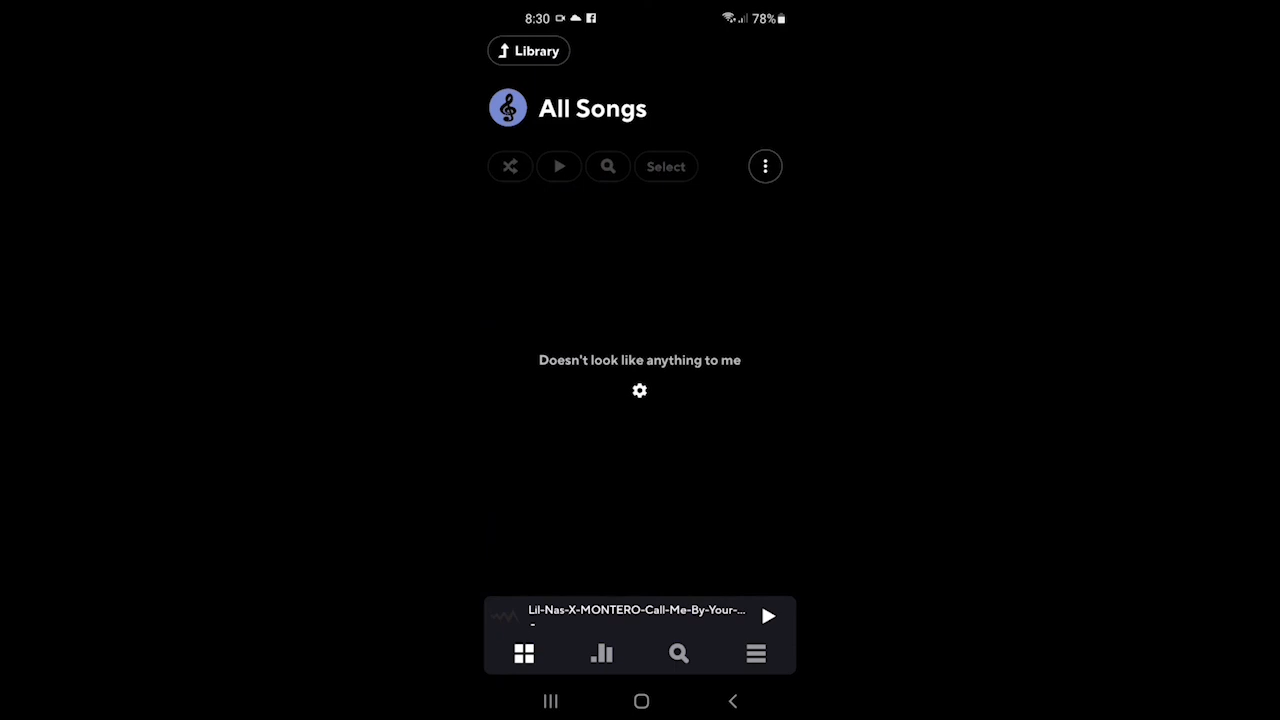 8:30 78%
Library
All Songs
Select
Doesn't look like anything to me
Lil-Nas-X-MONTERO-Call-Me-By-Your-...
-